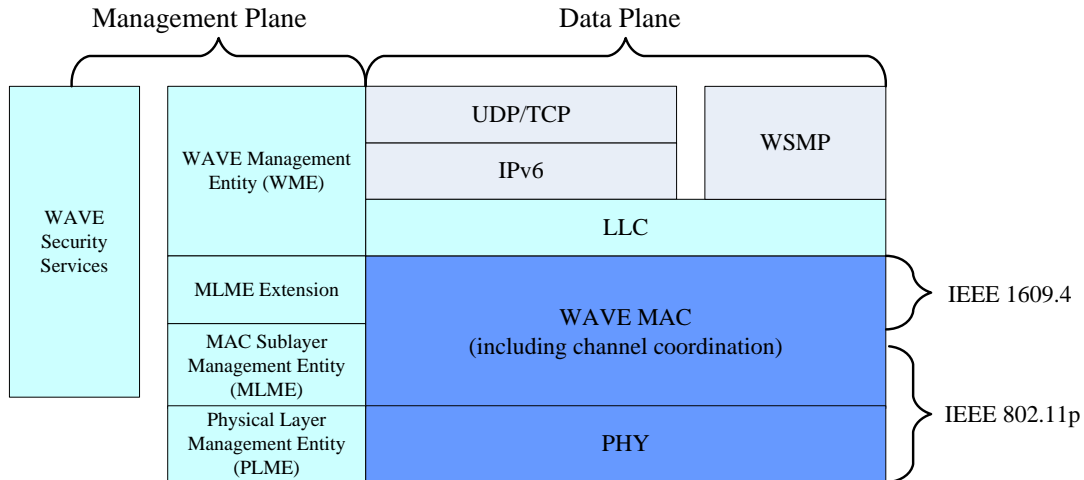 Management Plane
Data Plane
WAVE
Security
Services
WAVE Management
Entity (WME)
UDP/TCP
IPv6
WSMP
LLC
MLME Extension
MAC Sublayer
Management Entity
(MLME)
Physical Layer
Management Entity
(PLME)
WAVE MAC
(including channel coordination)
PHY
IEEE 1609.4
IEEE 802.11p